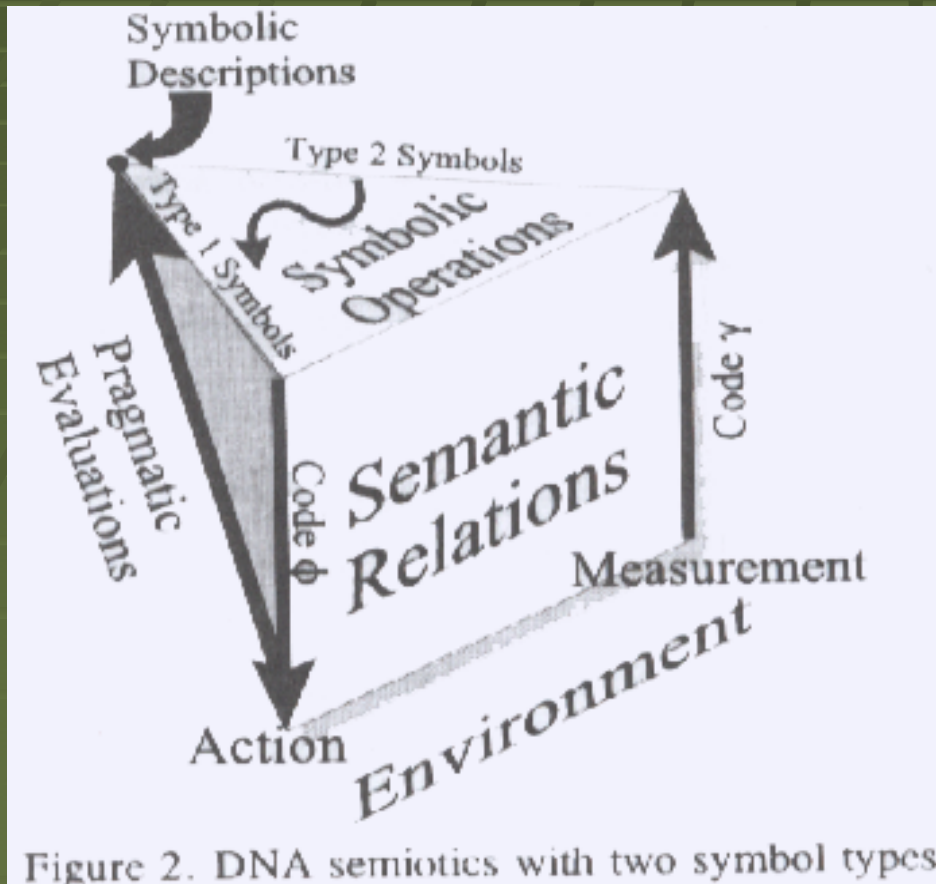 Symbolic
Descriptions
Type 2 Symbols
Type 1 Symbols
Symbolic
Operations
Pragmatic
Evaluations
Code ϕ
Semantic
Relations
Code γ
Measurement
Action
Environment
Figure 2. DNA semiotics with two symbol types